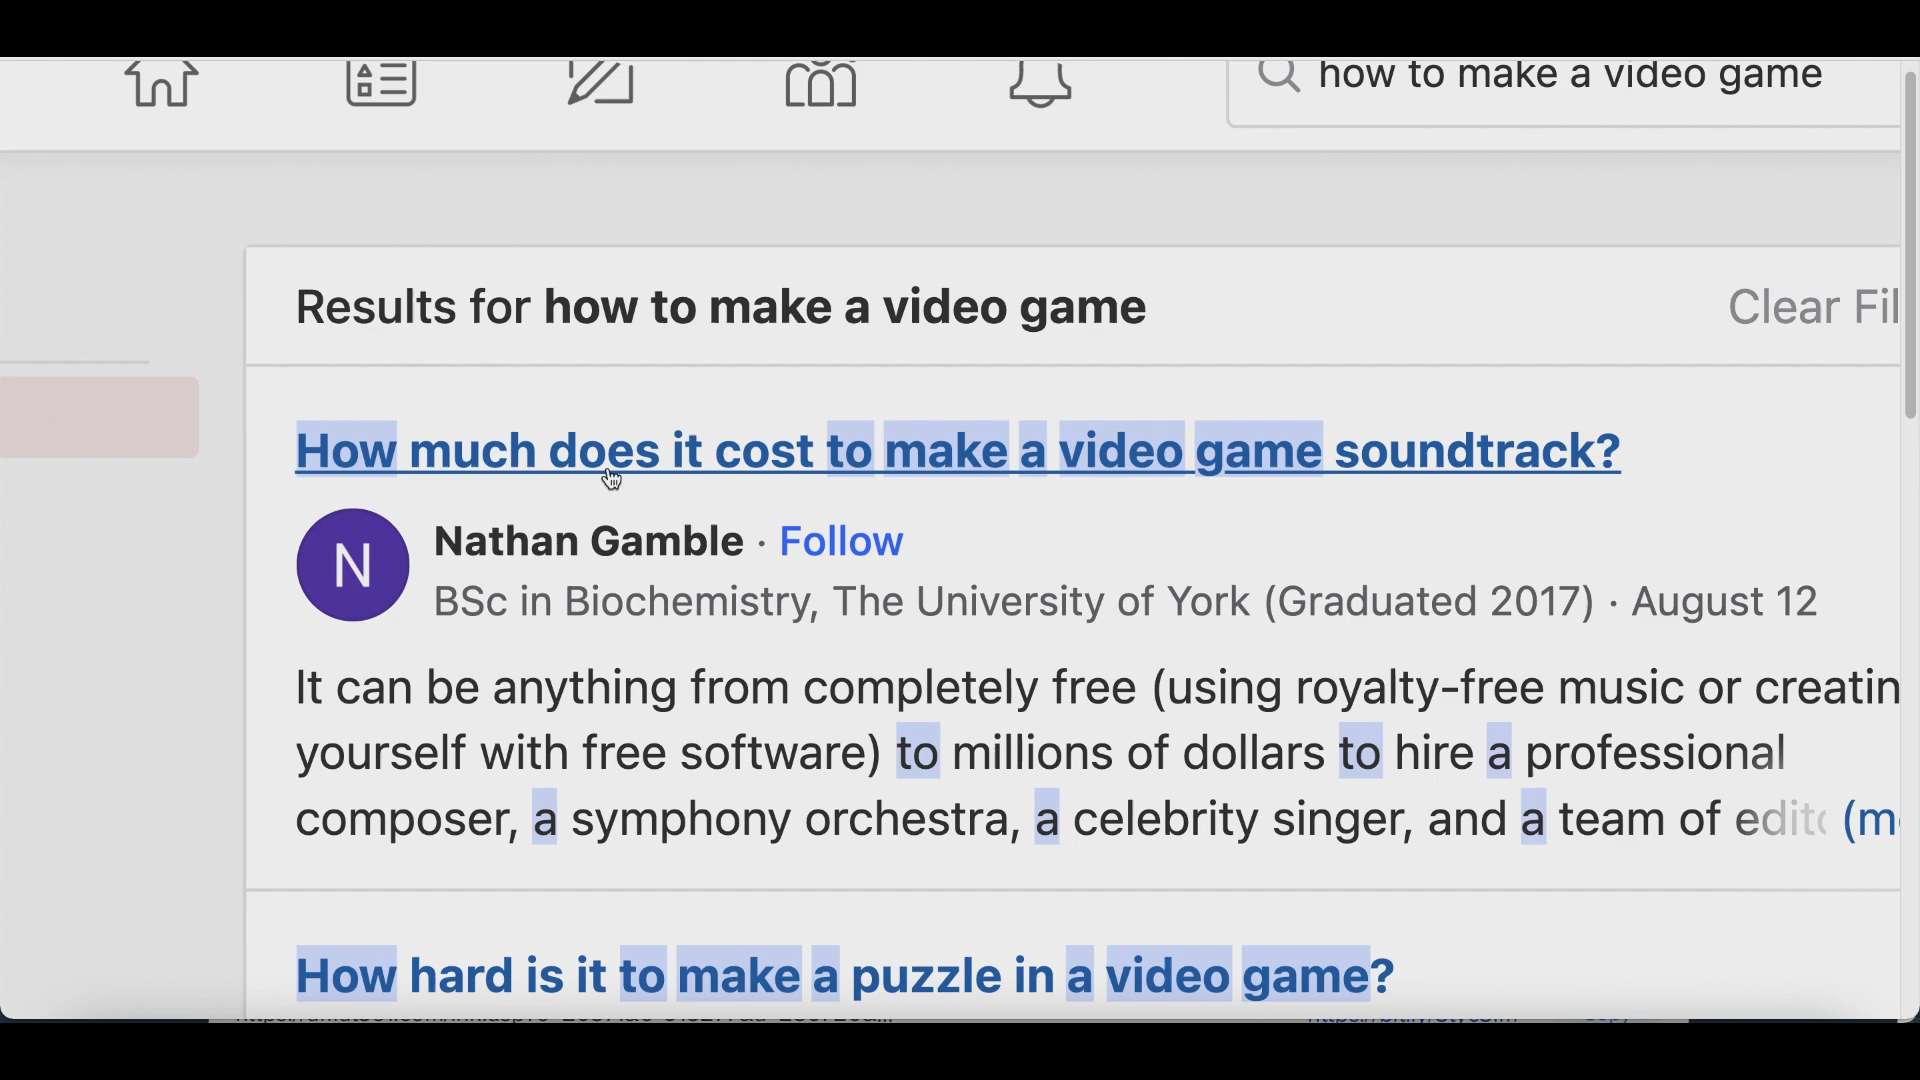 how to make a video game
Results for how to make a video game
Clear Fil
How much does it cost to make a video game soundtrack?
N
Nathan Gamble · Follow
BSc in Biochemistry, The University of York (Graduated 2017) · August 12
It can be anything from completely free (using royalty-free music or creatin
yourself with free software) to millions of dollars to hire a professional
composer, a symphony orchestra, a celebrity singer, and a team of edito (m
How hard is it to make a puzzle in a video game?